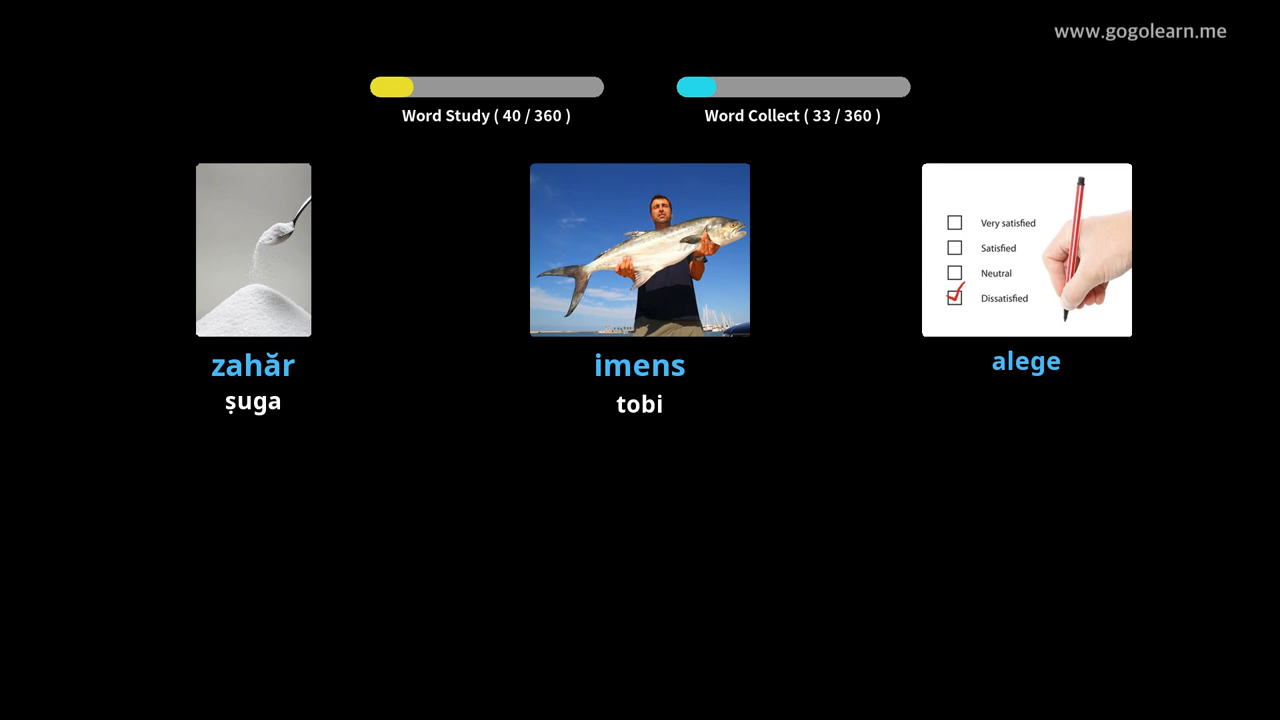 www.gogolearn.me
Word Study ( 40 / 360 )
Word Collect ( 33 / 360 )
Very satisfied
Satisfied
Neutral
Dissatisfied
zahăr
imens
alege
ṣuga
tobi